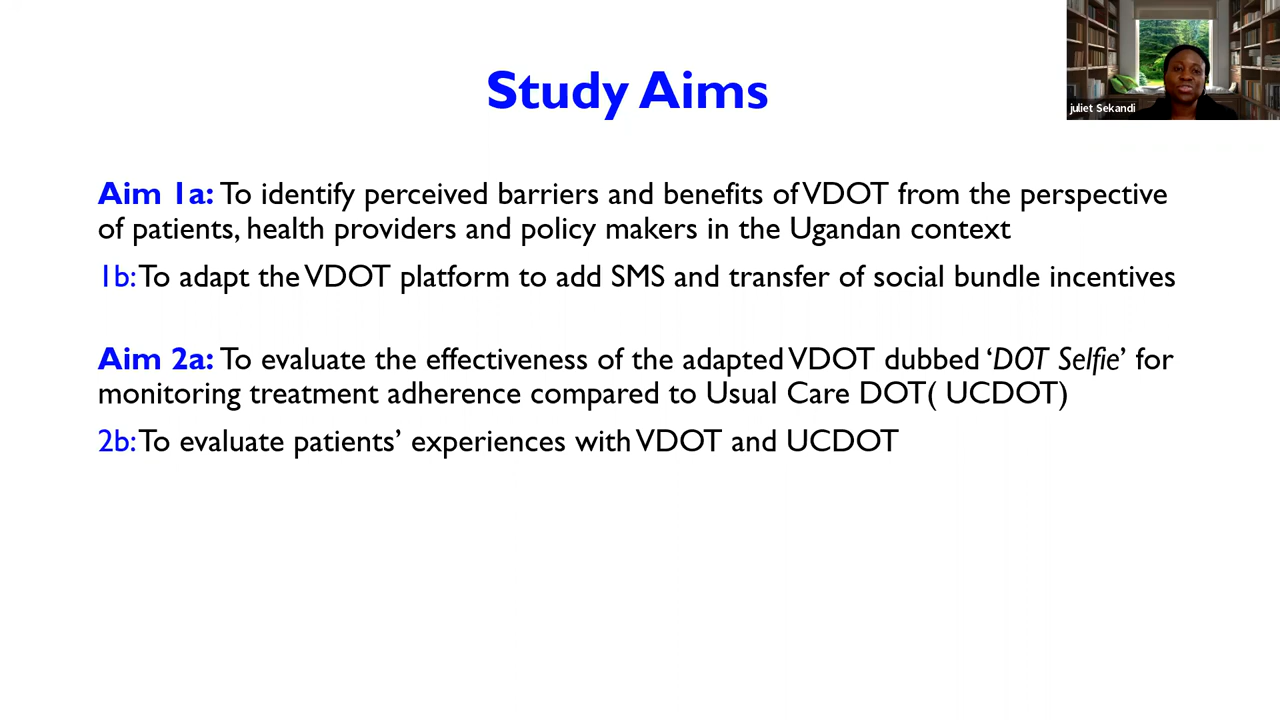 Study Aims
juliet Sekandi
Aim 1a: To identify perceived barriers and benefits of VDOT from the perspective
of patients, health providers and policy makers in the Ugandan context
1b: To adapt the VDOT platform to add SMS and transfer of social bundle incentives
Aim 2a: To evaluate the effectiveness of the adapted VDOT dubbed ‘DOT Selfie’ for
monitoring treatment adherence compared to Usual Care DOT( UCDOT)
2b: To evaluate patients’ experiences with VDOT and UCDOT